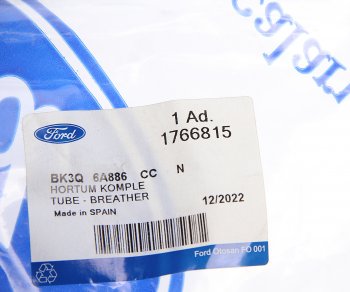 1 Ad.
1766815
Ford
BK3Q 6A886 CC N
HORTUM KOMPLE
TUBE - BREATHER
12/2022
Made in SPAIN
Ford Otosan FO 001